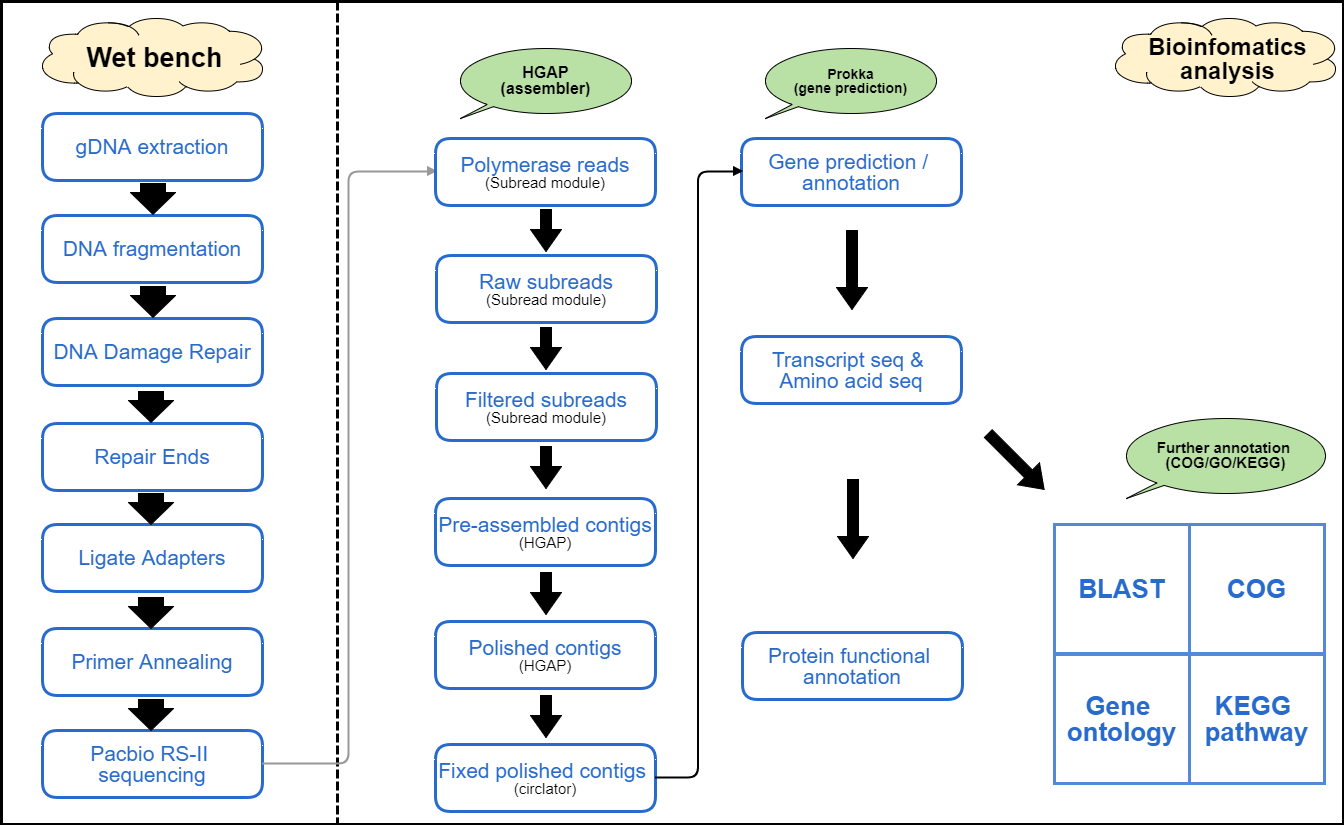 Wet bench
gDNA extraction
DNA fragmentation
DNA Damage Repair
Repair Ends
Ligate Adapters
Primer Annealing
Pacbio RS-II
sequencing
HGAP
(assembler)
Polymerase reads
(Subread module)
Raw subreads
(Subread module)
Filtered subreads
(Subread module)
Pre-assembled contigs
(HGAP)
Polished contigs
(HGAP)
Fixed polished contigs
(circlator)
Prokka
(gene prediction)
Gene prediction /
annotation
Transcript seq &
Amino acid seq
Protein functional
annotation
Bioinfomatics
analysis
Further annotation
(COG/GO/KEGG)
BLAST
COG
Gene
ontology
KEGG
pathway